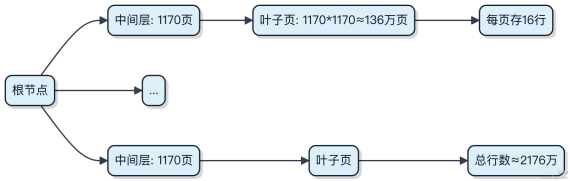 中间层: 1170页
叶子页: 1170*1170≈136万页
每页存16行
根节点
...
中间层: 1170页
叶子页
总行数≈2176万